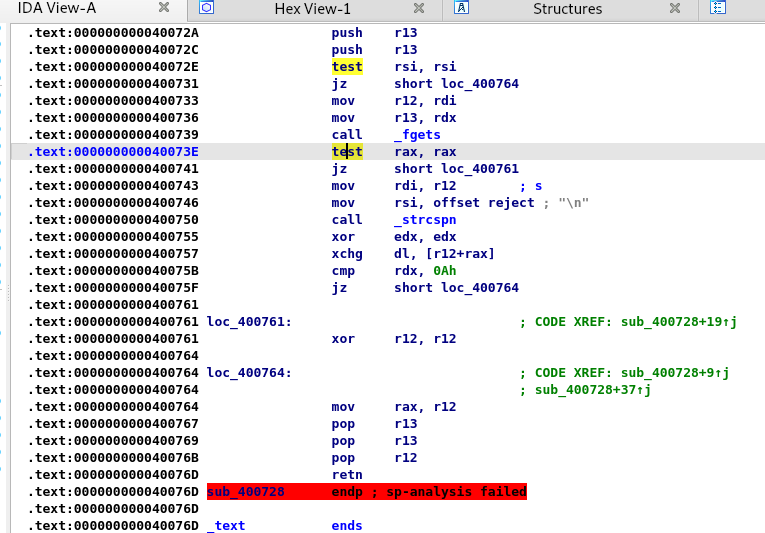 IDA View-A Hex View-1 Structures
.text:000000000040072A push r13
.text:000000000040072C push r13
.text:000000000040072E test rsi, rsi
.text:0000000000400731 jz short loc_400764
.text:0000000000400733 mov r12, rdi
.text:0000000000400736 mov r13, rdx
.text:0000000000400739 call _fgets
.text:000000000040073E test rax, rax
.text:0000000000400741 jz short loc_400761
.text:0000000000400743 mov rdi, r12 ; s
.text:0000000000400746 mov rsi, offset reject ; "\n"
.text:0000000000400750 call _strcspn
.text:0000000000400755 xor edx, edx
.text:0000000000400757 xchg dl, [r12+rax]
.text:000000000040075B cmp rdx, 0Ah
.text:000000000040075F jz short loc_400764
.text:0000000000400761
.text:0000000000400761 loc_400761: ; CODE XREF: sub_400728+19↑j
.text:0000000000400761 xor r12, r12
.text:0000000000400764
.text:0000000000400764 loc_400764: ; CODE XREF: sub_400728+9↑j
.text:0000000000400764 ; sub_400728+37↑j
.text:0000000000400764 mov rax, r12
.text:0000000000400767 pop r13
.text:0000000000400769 pop r13
.text:000000000040076B pop r12
.text:000000000040076D retn
.text:000000000040076D sub_400728 endp ; sp-analysis failed
.text:000000000040076D
.text:000000000040076D _text ends